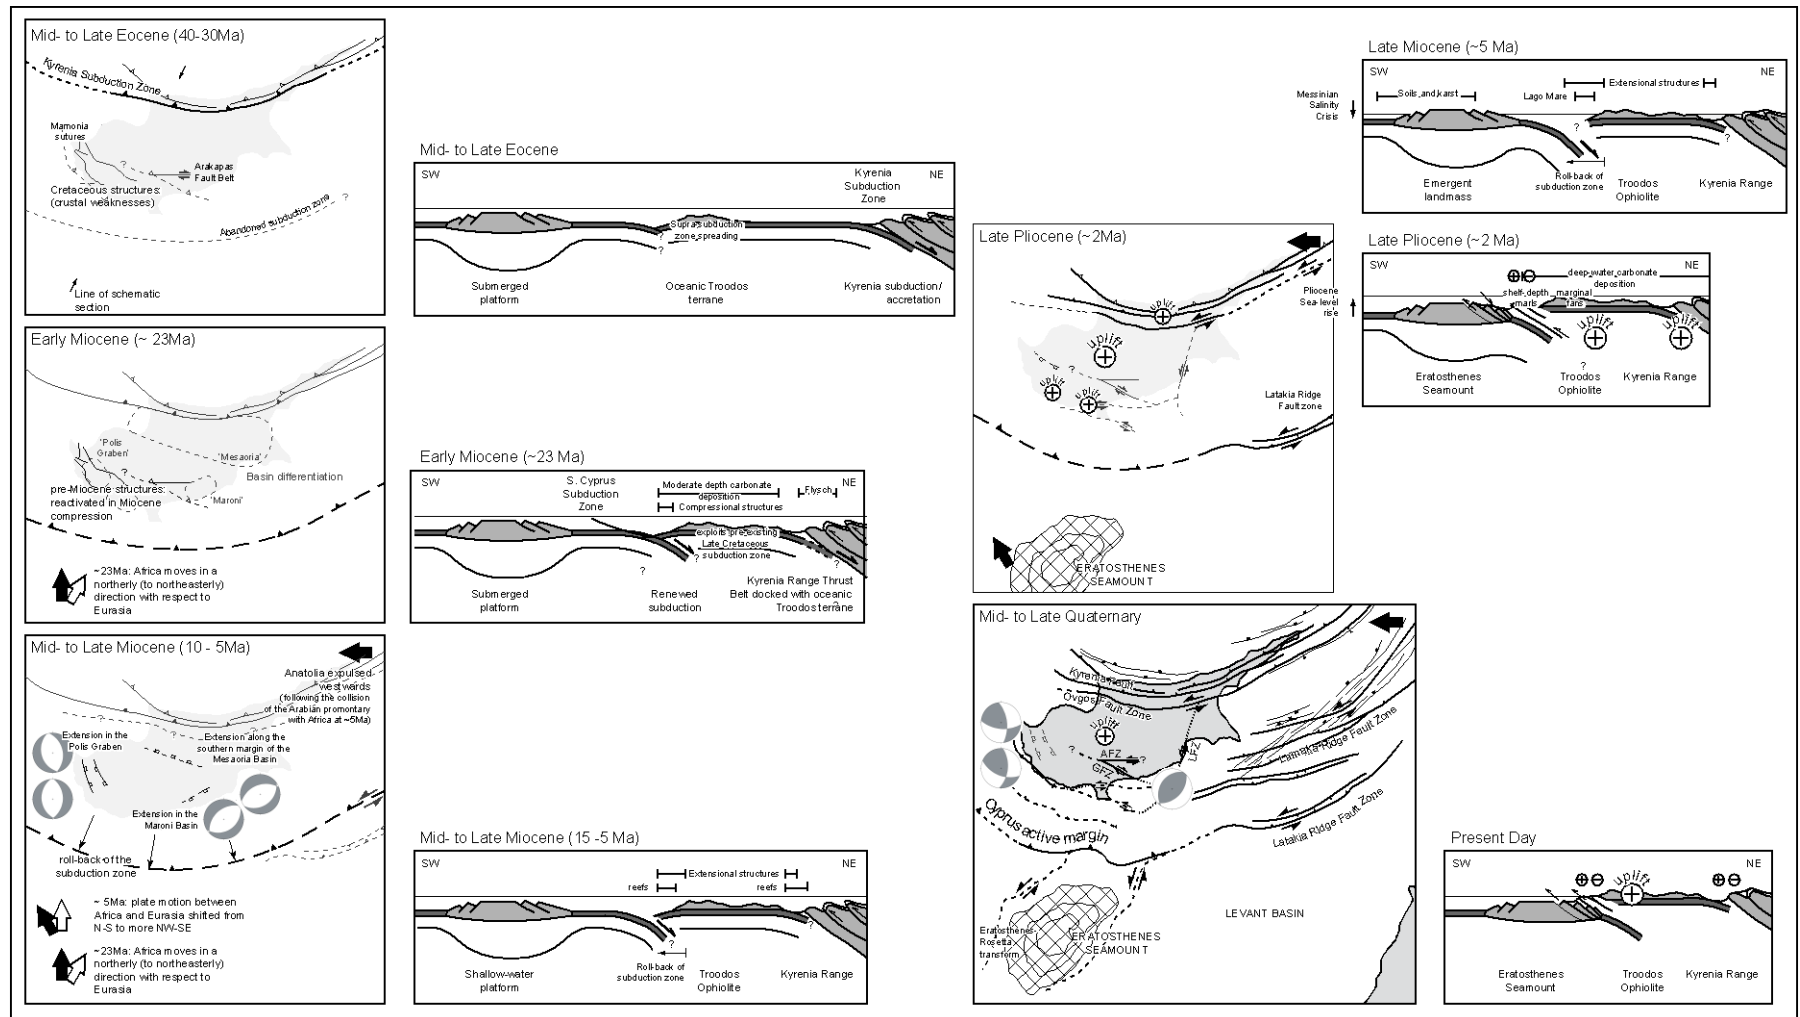 Mid- to Late Eocene (40-30Ma)
Kyrenia Subduction Zone
Mamonia
sutures
?
Arakapas
Fault Belt
Cretaceous structures:
(crustal weaknesses)
Abandoned subduction zone
?
Line of schematic
section
Early Miocene (~ 23Ma)
'Polis
Graben'
'Mesaoria'
?
Basin differentiation
pre-Miocene structures:
reactivated in Miocene
compression
'Maroni'
~23Ma: Africa moves in a
northerly (to northeasterly)
direction with respect to
Eurasia
Mid- to Late Miocene (10 - 5Ma)
Anatolia expulsed
westwards
(following the collision
of the Arabian promontary
with Africa at ~5Ma)
?
?
Extension in the
Polis Graben
Extension along the
southern margin of the
Mesaoria Basin
Extension in the
Maroni Basin
roll-back of the
subduction zone
~ 5Ma: plate motion between
Africa and Eurasia shifted from
N-S to more NW-SE
~23Ma: Africa moves in a
northerly (to northeasterly)
direction with respect to
Eurasia
Mid- to Late Eocene
SW
Kyrenia
Subduction
Zone
NE
Supra-subduction
zone spreading
?
?
Submerged
platform
Oceanic Troodos
terrane
Kyrenia subduction/
accretation
Early Miocene (~23 Ma)
SW
S. Cyprus
Subduction
Zone
Moderate depth carbonate
deposition
Flysch
NE
Compressional structures
exploits pre-existing
Late Cretaceous
subduction zone
?
?
?
Submerged
platform
Renewed
subduction
Kyrenia Range Thrust
Belt docked with oceanic
Troodos terrane
?
Mid- to Late Miocene (15 -5 Ma)
SW
NE
Extensional structures
reefs
reefs
?
?
Shallow-water
platform
Roll-back of
subduction zone
Troodos
Ophiolite
Kyrenia Range
Late Pliocene (~2Ma)
uplift
uplift
?
uplift
uplift
Latakia Ridge
Fault zone
ERATOSTHENES
SEAMOUNT
Mid- to Late Quaternary
Kyrenia Fault
Ovgos Fault Zone
uplift
?
AFZ
?
GFZ
LFZ
Larnaka Ridge Fault Zone
Cyprus active margin
Latakia Ridge Fault Zone
LEVANT BASIN
Eratosthenes-
Rosetta
transform
ERATOSTHENES
SEAMOUNT
Late Miocene (~5 Ma)
SW
NE
Messinian
Salinity
Crisis
Soils and karst
Extensional structures
Lago Mare
?
?
Emergent
landmass
Roll-back of
subduction zone
Troodos
Ophiolite
Kyrenia Range
Late Pliocene (~2 Ma)
SW
NE
Pliocene
Sea-level
rise
deep-water carbonate
deposition
shelf-depth
marls
marginal
fans
uplift
uplift
?
Eratosthenes
Seamount
Troodos
Ophiolite
Kyrenia Range
Present Day
SW
NE
uplift
Eratosthenes
Seamount
Troodos
Ophiolite
Kyrenia Range